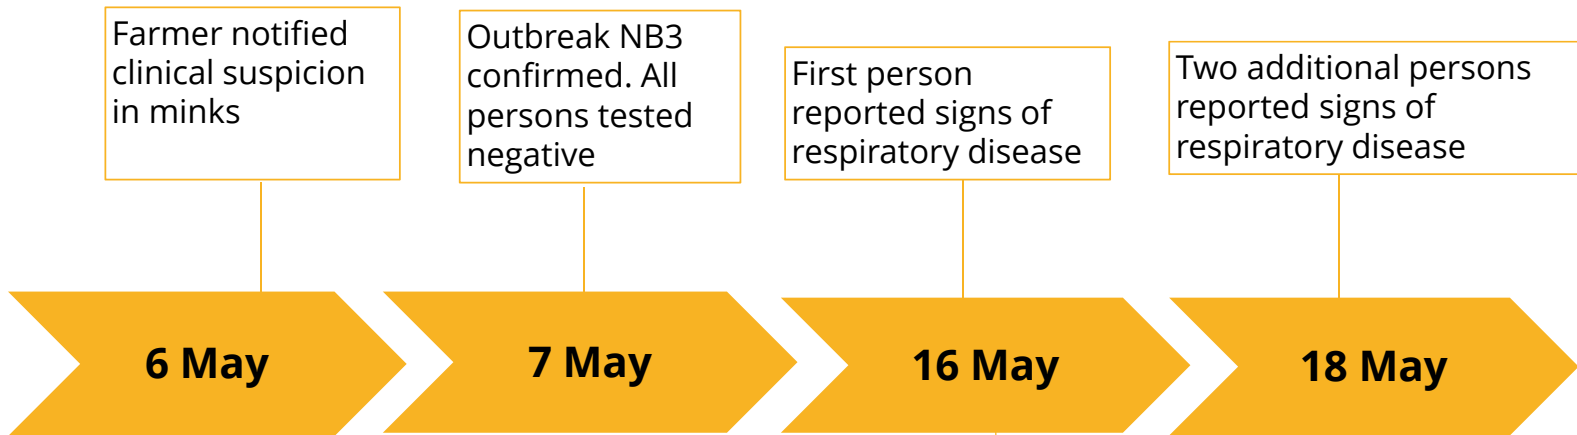 Farmer notified
clinical suspicion
in minks
Outbreak NB3
confirmed. All
persons tested
negative
First person
reported signs of
respiratory disease
Two additional persons
reported signs of
respiratory disease
6 May
7 May
16 May
18 May